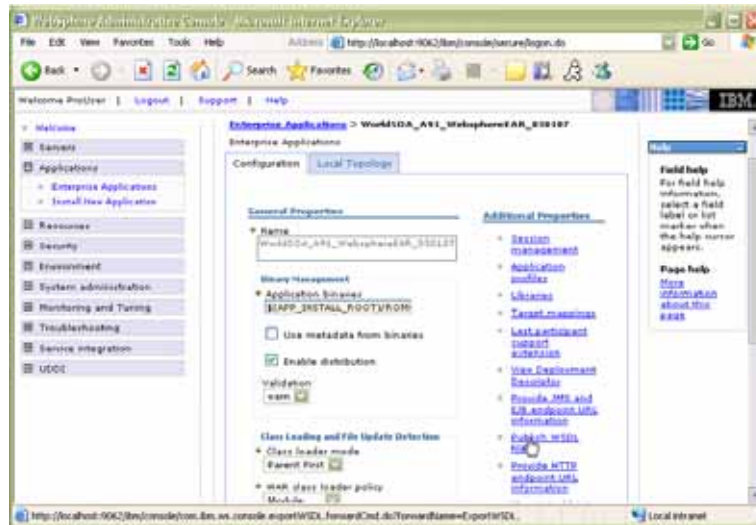 WebSphere Administrative Console - Microsoft Internet Explorer
File Edit View Favorites Tools Help Address http://localhost:9062/ibm/console/secure/logon.do Go
Back Search Favorites
Welcome ProUser | Logout | Support | Help IBM
Welcome
Servers
Applications
Enterprise Applications
Install New Application
Resources
Security
Environment
System administration
Monitoring and Tuning
Troubleshooting
Service integration
UDDI
Enterprise Applications > WorldSOA_A91_WebsphereEAR_030107
Enterprise Applications
Configuration Local Topology
General Properties
* Name
WorldSOA_A91_WebsphereEAR_030107
Binary Management
* Application binaries
$(APP_INSTALL_ROOT)/ROM
Use metadata from binaries
Enable distribution
Validation
warn
Class Loading and File Update Detection
* Class loader mode
Parent First
* WAR class loader policy
Module
Additional Properties
Session
management
Application
profiles
Libraries
Target mappings
Last participant
support
extension
View Deployment
Descriptor
Provide JMS and
EJB endpoint URL
information
Publish WSDL
files
Provide HTTP
endpoint URL
information
Help
Field help
For field help
information,
select a field
label or list
marker when
the help cursor
appears.
Page help
More
information
about this
page
http://localhost:9062/ibm/console/com.ibm.ws.console.exportWSDL.forwardCmd.do?forwardName=ExportWSDL. Local intranet